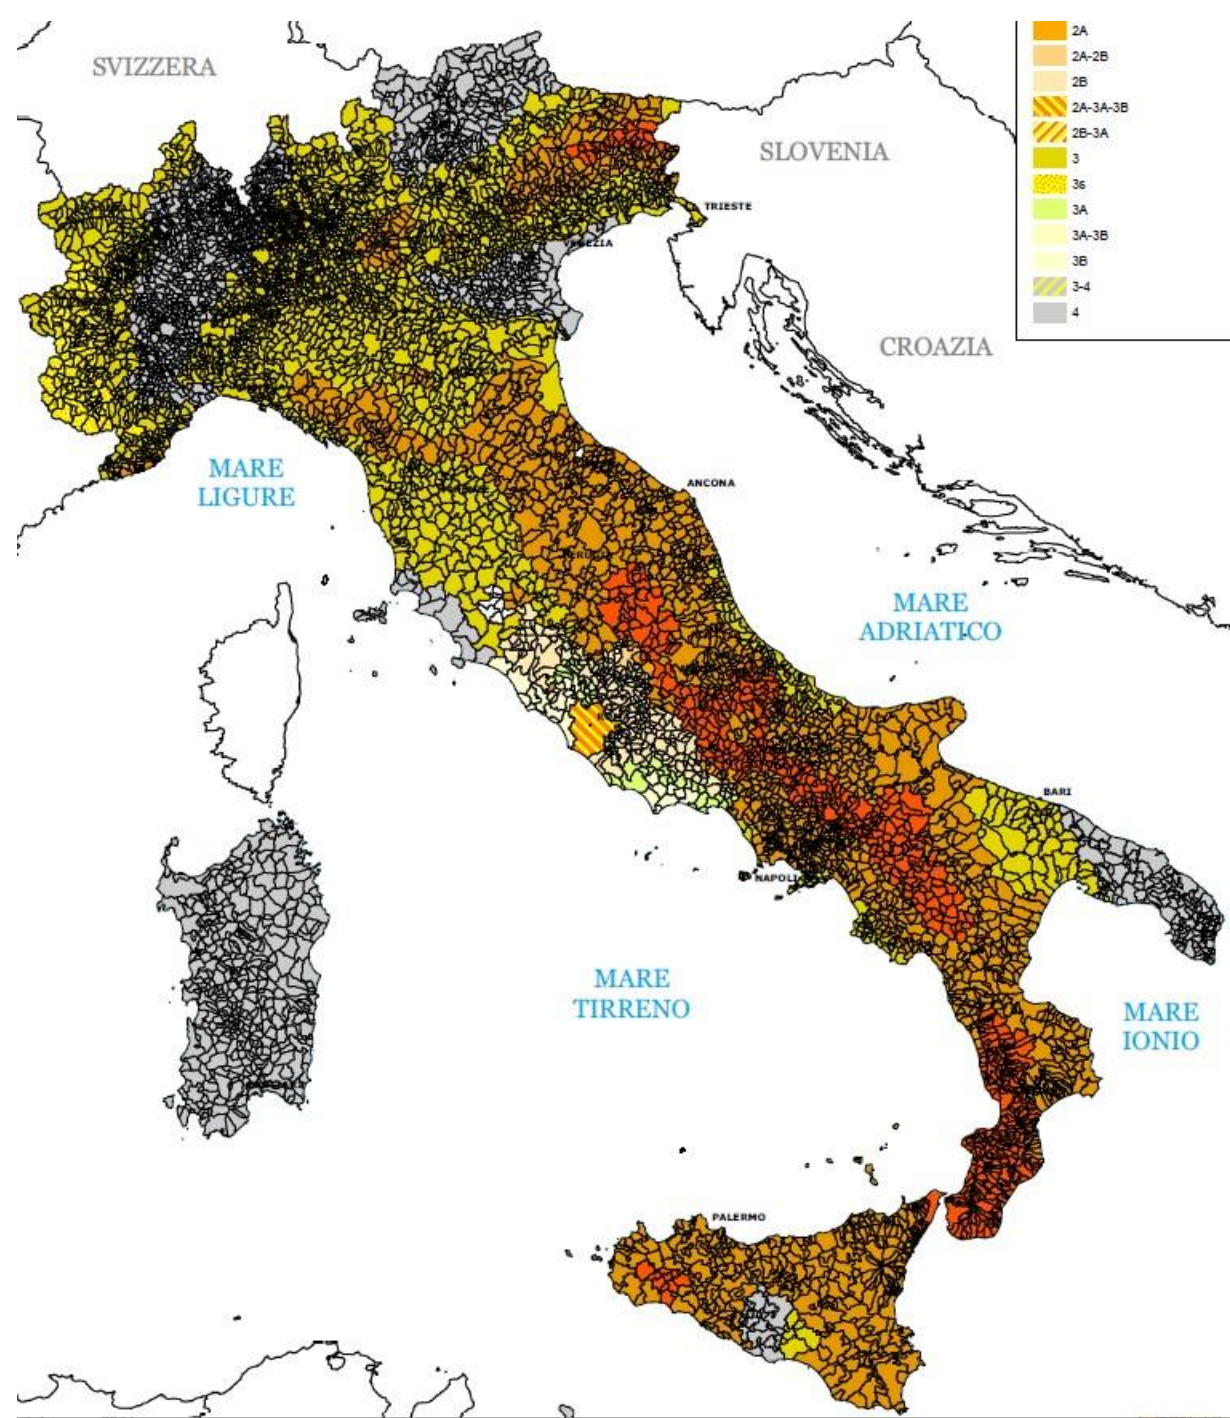 2A
2A-2B
2B
2A-3A-3B
2B-3A
3
3s
3A
3A-3B
3B
3-4
4
SVIZZERA
SLOVENIA
TRIESTE
VENEZIA
CROAZIA
MARE
LIGURE
ANCONA
PERUGIA
MARE
ADRIATICO
BARI
NAPOLI
MARE
TIRRENO
MARE
IONIO
PALERMO